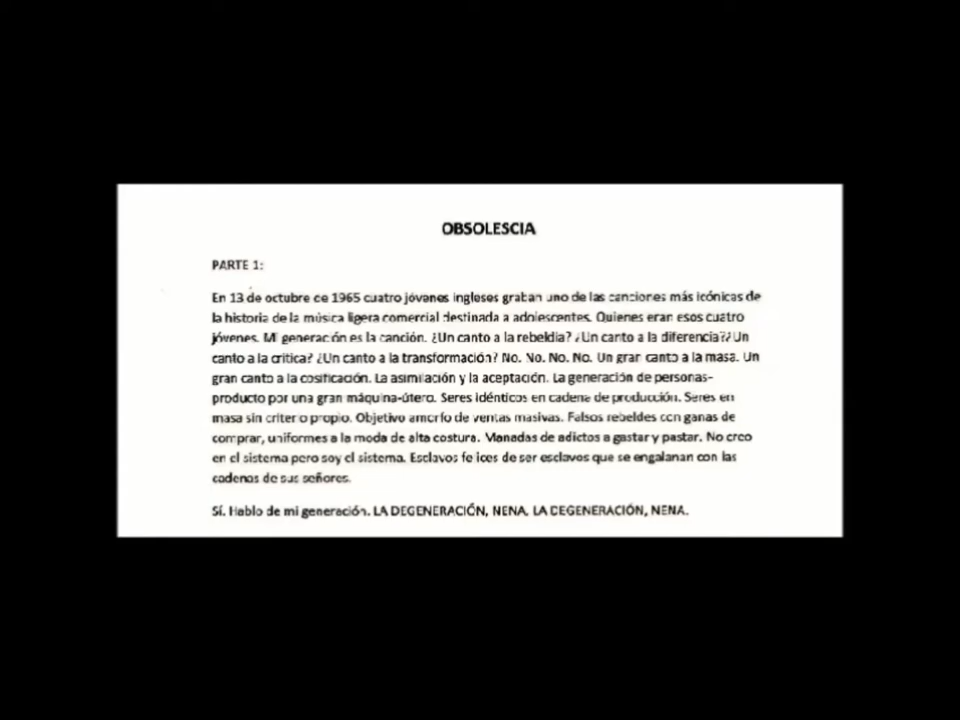 OBSOLESCIA
PARTE 1:
En 13 de octubre de 1965 cuatro jóvenes ingleses graban uno de las canciones más icónicas de
la historia de la música ligera comercial destinada a adolescentes. Quienes eran esos cuatro
jóvenes. Mi generación es la canción. ¿Un canto a la rebeldía? ¿Un canto a la diferencia?¿Un
canto a la crítica? ¿Un canto a la transformación? No. No. No. No. Un gran canto a la masa. Un
gran canto a la cosificación. La asimilación y la aceptación. La generación de personas-
producto por una gran máquina-útero. Seres idénticos en cadena de producción. Seres en
masa sin criterio propio. Objetivo amorfo de ventas masivas. Falsos rebeldes con ganas de
comprar, uniformes a la moda de alta costura. Manadas de adictos a gastar y pastar. No creo
en el sistema pero soy el sistema. Esclavos felices de ser esclavos que se engalanan con las
cadenas de sus señores.
Sí. Hablo de mi generación. LA DEGENERACIÓN, NENA. LA DEGENERACIÓN, NENA.